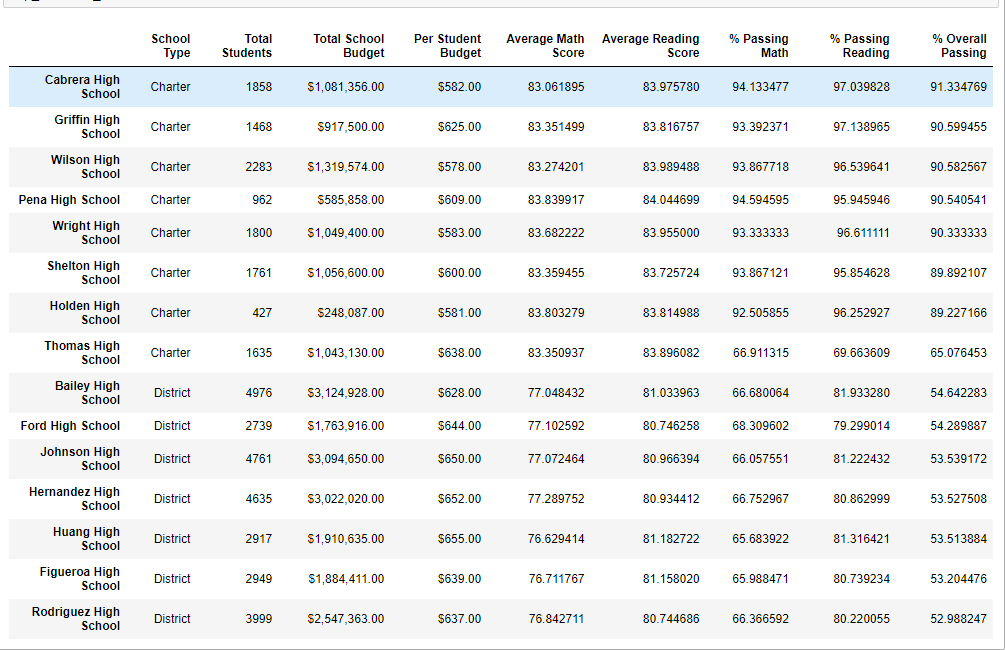 School Type Total Students Total School Budget Per Student Budget Average Math Score Average Reading Score % Passing Math % Passing Reading % Overall Passing
Cabrera High School Charter 1858 $1,081,356.00 $582.00 83.061895 83.975780 94.133477 97.039828 91.334769
Griffin High School Charter 1468 $917,500.00 $625.00 83.351499 83.816757 93.392371 97.138965 90.599455
Wilson High School Charter 2283 $1,319,574.00 $578.00 83.274201 83.989488 93.867718 96.539641 90.582567
Pena High School Charter 962 $585,858.00 $609.00 83.839917 84.044699 94.594595 95.945946 90.540541
Wright High School Charter 1800 $1,049,400.00 $583.00 83.682222 83.955000 93.333333 96.611111 90.333333
Shelton High School Charter 1761 $1,056,600.00 $600.00 83.359455 83.725724 93.867121 95.854628 89.892107
Holden High School Charter 427 $248,087.00 $581.00 83.803279 83.814988 92.505855 96.252927 89.227166
Thomas High School Charter 1635 $1,043,130.00 $638.00 83.350937 83.896082 66.911315 69.663609 65.076453
Bailey High School District 4976 $3,124,928.00 $628.00 77.048432 81.033963 66.680064 81.933280 54.642283
Ford High School District 2739 $1,763,916.00 $644.00 77.102592 80.746258 68.309602 79.299014 54.289887
Johnson High School District 4761 $3,094,650.00 $650.00 77.072464 80.966394 66.057551 81.222432 53.539172
Hernandez High School District 4635 $3,022,020.00 $652.00 77.289752 80.934412 66.752967 80.862999 53.527508
Huang High School District 2917 $1,910,635.00 $655.00 76.629414 81.182722 65.683922 81.316421 53.513884
Figueroa High School District 2949 $1,884,411.00 $639.00 76.711767 81.158020 65.988471 80.739234 53.204476
Rodriguez High School District 3999 $2,547,363.00 $637.00 76.842711 80.744686 66.366592 80.220055 52.988247